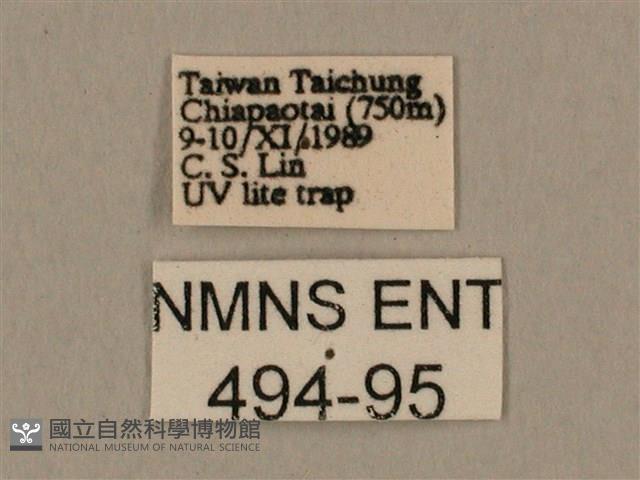 Taiwan Taichung
Chiapaotai (750m)
9-10/XI/.1989
C. S. Lin
UV lite trap
NMNS ENT
494-95
國立自然科學博物館
NATIONAL MUSEUM OF NATURAL SCIENCE